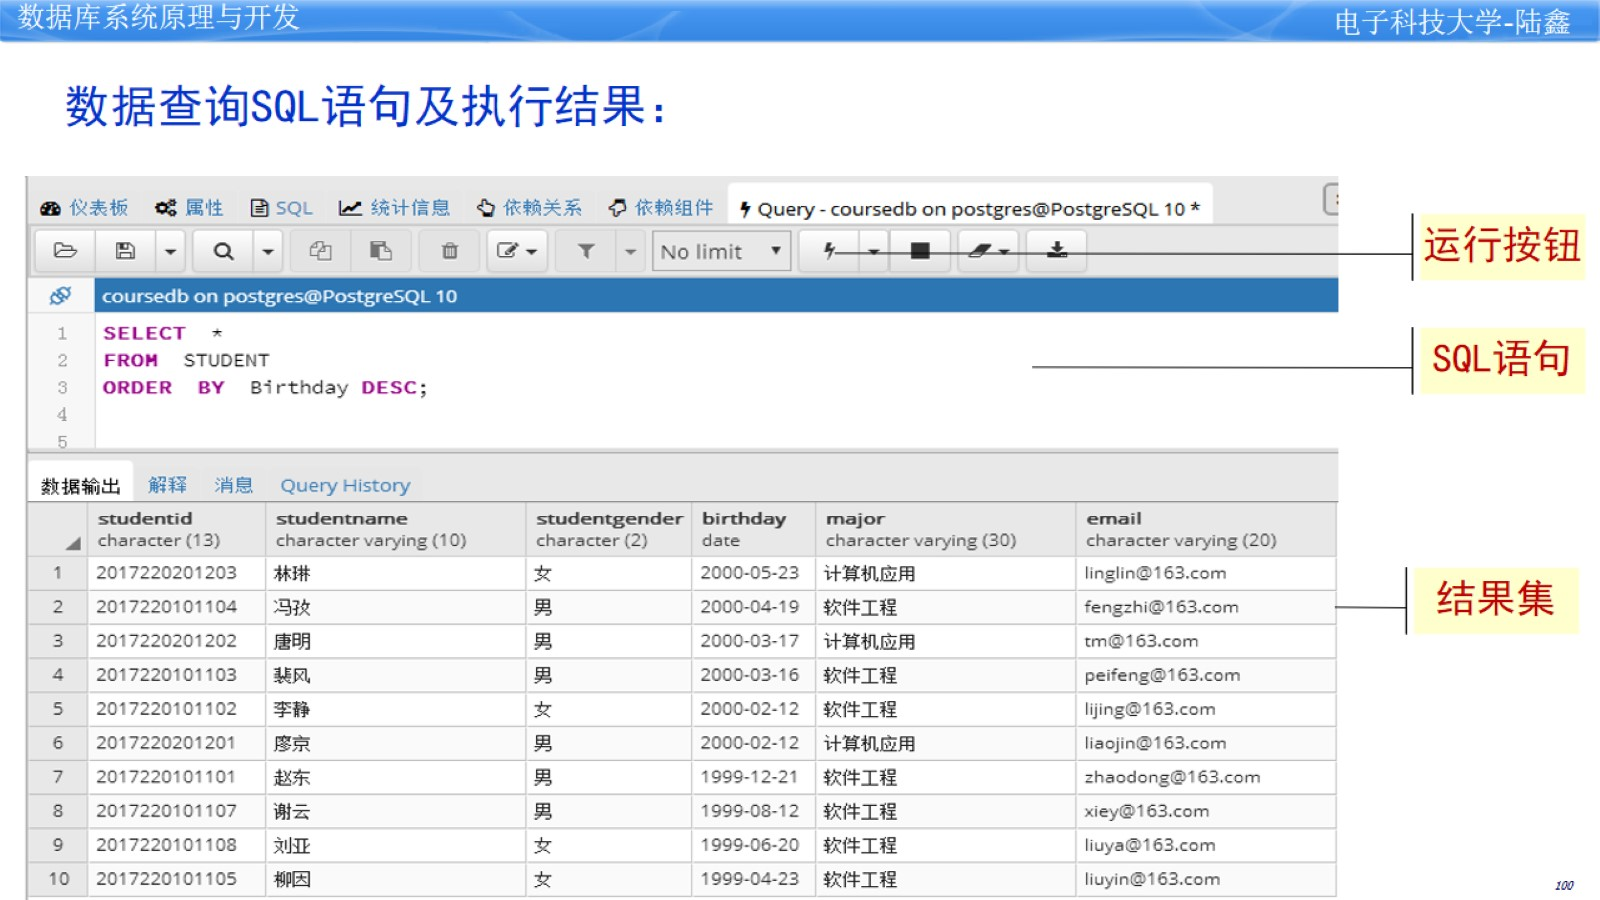 数据库系统原理与开发
电子科技大学-陆鑫
数据查询SQL语句及执行结果：
仪表板 属性 SQL 统计信息 依赖关系 依赖组件 Query - coursedb on postgres@PostgreSQL 10 *
No limit
运行按钮
coursedb on postgres@PostgreSQL 10
1 SELECT *
2 FROM STUDENT
3 ORDER BY Birthday DESC;
4
5
SQL语句
数据输出 解释 消息 Query History
studentid studentname studentgender birthday major email
character (13) character varying (10) character (2) date character varying (30) character varying (20)
1 2017220201203 林琳 女 2000-05-23 计算机应用 linglin@163.com
2 2017220101104 冯孜 男 2000-04-19 软件工程 fengzhi@163.com
结果集
3 2017220201202 唐明 男 2000-03-17 计算机应用 tm@163.com
4 2017220101103 裴风 男 2000-03-16 软件工程 peifeng@163.com
5 2017220101102 李静 女 2000-02-12 软件工程 lijing@163.com
6 2017220201201 廖京 男 2000-02-12 计算机应用 liaojin@163.com
7 2017220101101 赵东 男 1999-12-21 软件工程 zhaodong@163.com
8 2017220101107 谢云 男 1999-08-12 软件工程 xiey@163.com
9 2017220101108 刘亚 女 1999-06-20 软件工程 liuya@163.com
10 2017220101105 柳因 女 1999-04-23 软件工程 liuyin@163.com
100